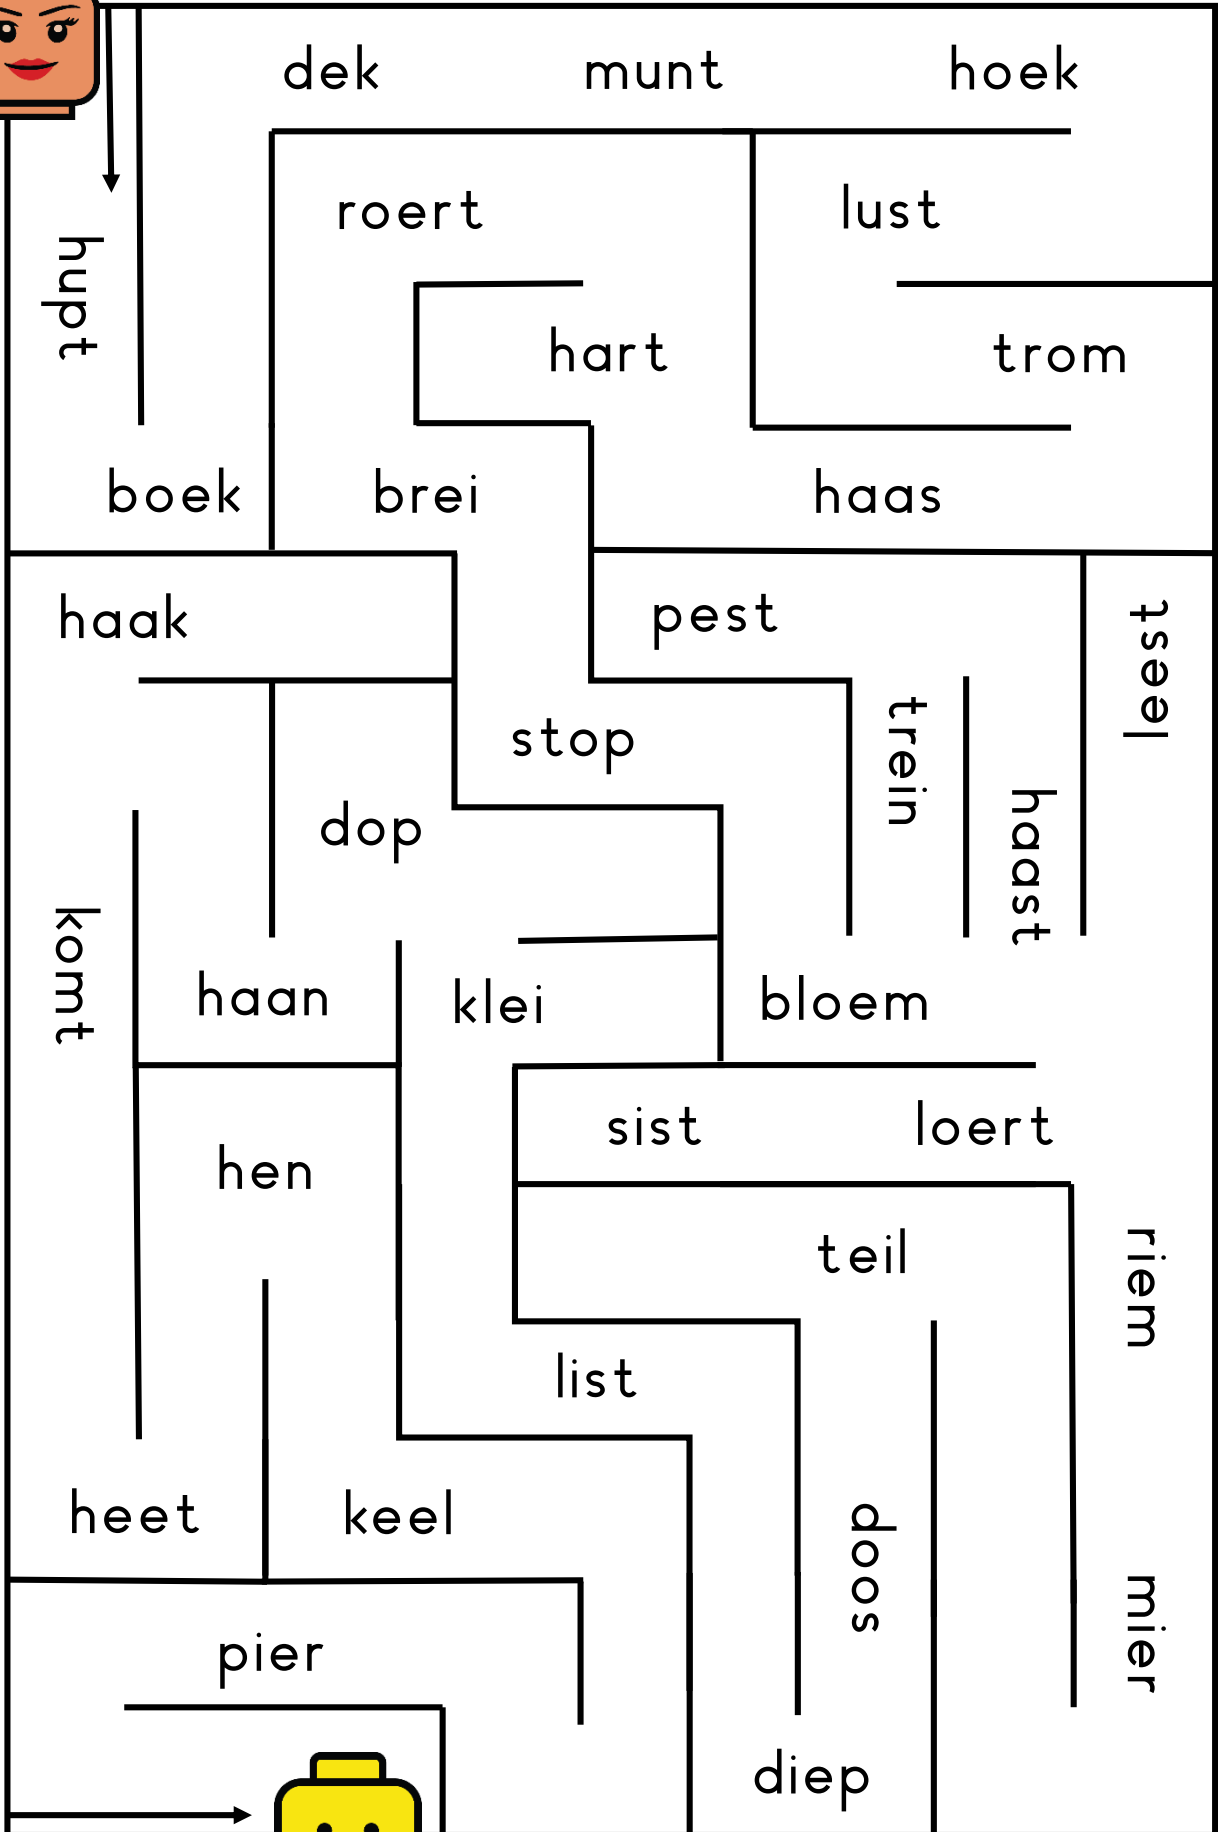 dek munt hoek
roert lust
hupt
hart trom
boek brei haas
haak pest leest
stop trein
dop haast
komt
haan klei bloem
sist loert
hen
teil riem
list
heet keel doos
pier mier
diep